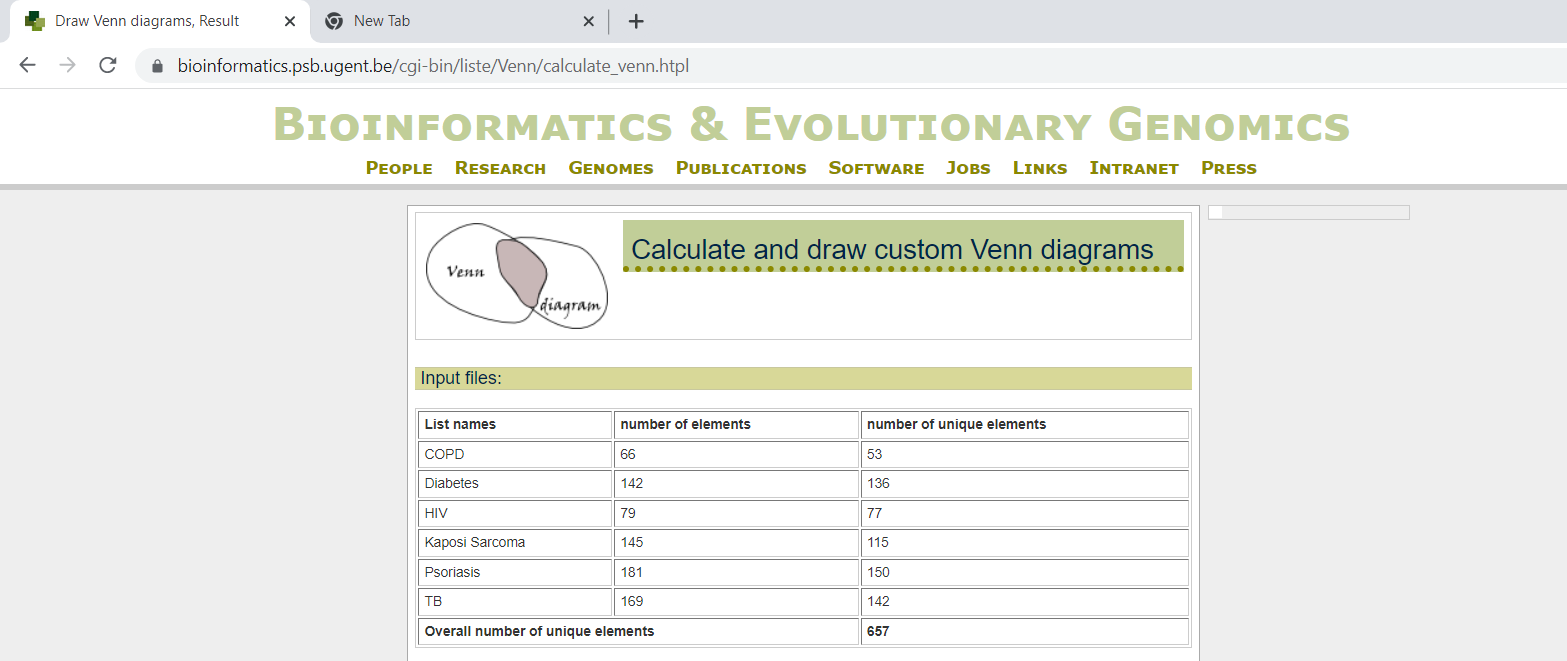 Draw Venn diagrams, Result New Tab
bioinformatics.psb.ugent.be/cgi-bin/liste/Venn/calculate_venn.htpl
Bioinformatics & Evolutionary Genomics
People Research Genomes Publications Software Jobs Links Intranet Press
Venn
diagram
Calculate and draw custom Venn diagrams
Input files:
List names number of elements number of unique elements
COPD 66 53
Diabetes 142 136
HIV 79 77
Kaposi Sarcoma 145 115
Psoriasis 181 150
TB 169 142
Overall number of unique elements 657